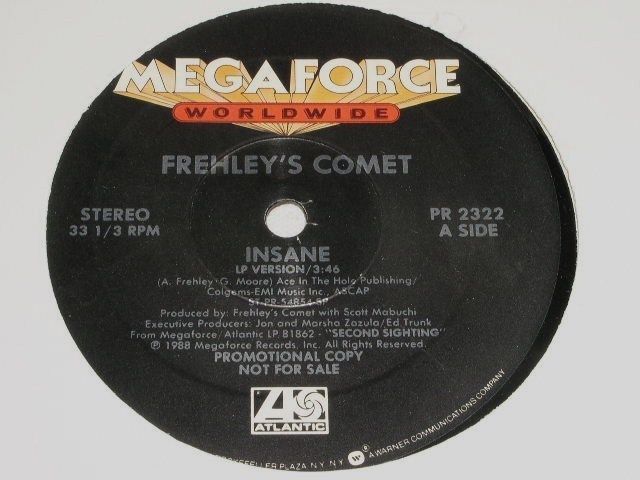 MEGAFORCE
WORLDWIDE
FREHLEY'S COMET
STEREO
33 1/3 RPM
PR 2322
A SIDE
INSANE
LP VERSION/3:46
(A. Frehley/G. Moore) Ace In The Hole Publishing/
Colgems-EMI Music Inc., ASCAP
ST-PR-54854-SP
Produced by: Frehley's Comet with Scott Mabuchi
Executive Producers: Jon and Marsha Zazula/Ed Trunk
From Megaforce/Atlantic LP 81862 - "SECOND SIGHTING"
℗ 1988 Megaforce Records, Inc. All Rights Reserved.
PROMOTIONAL COPY
NOT FOR SALE
ATLANTIC
PLAZA, N.Y. N.Y. ® A WARNER COMMUNICATIONS COMPANY